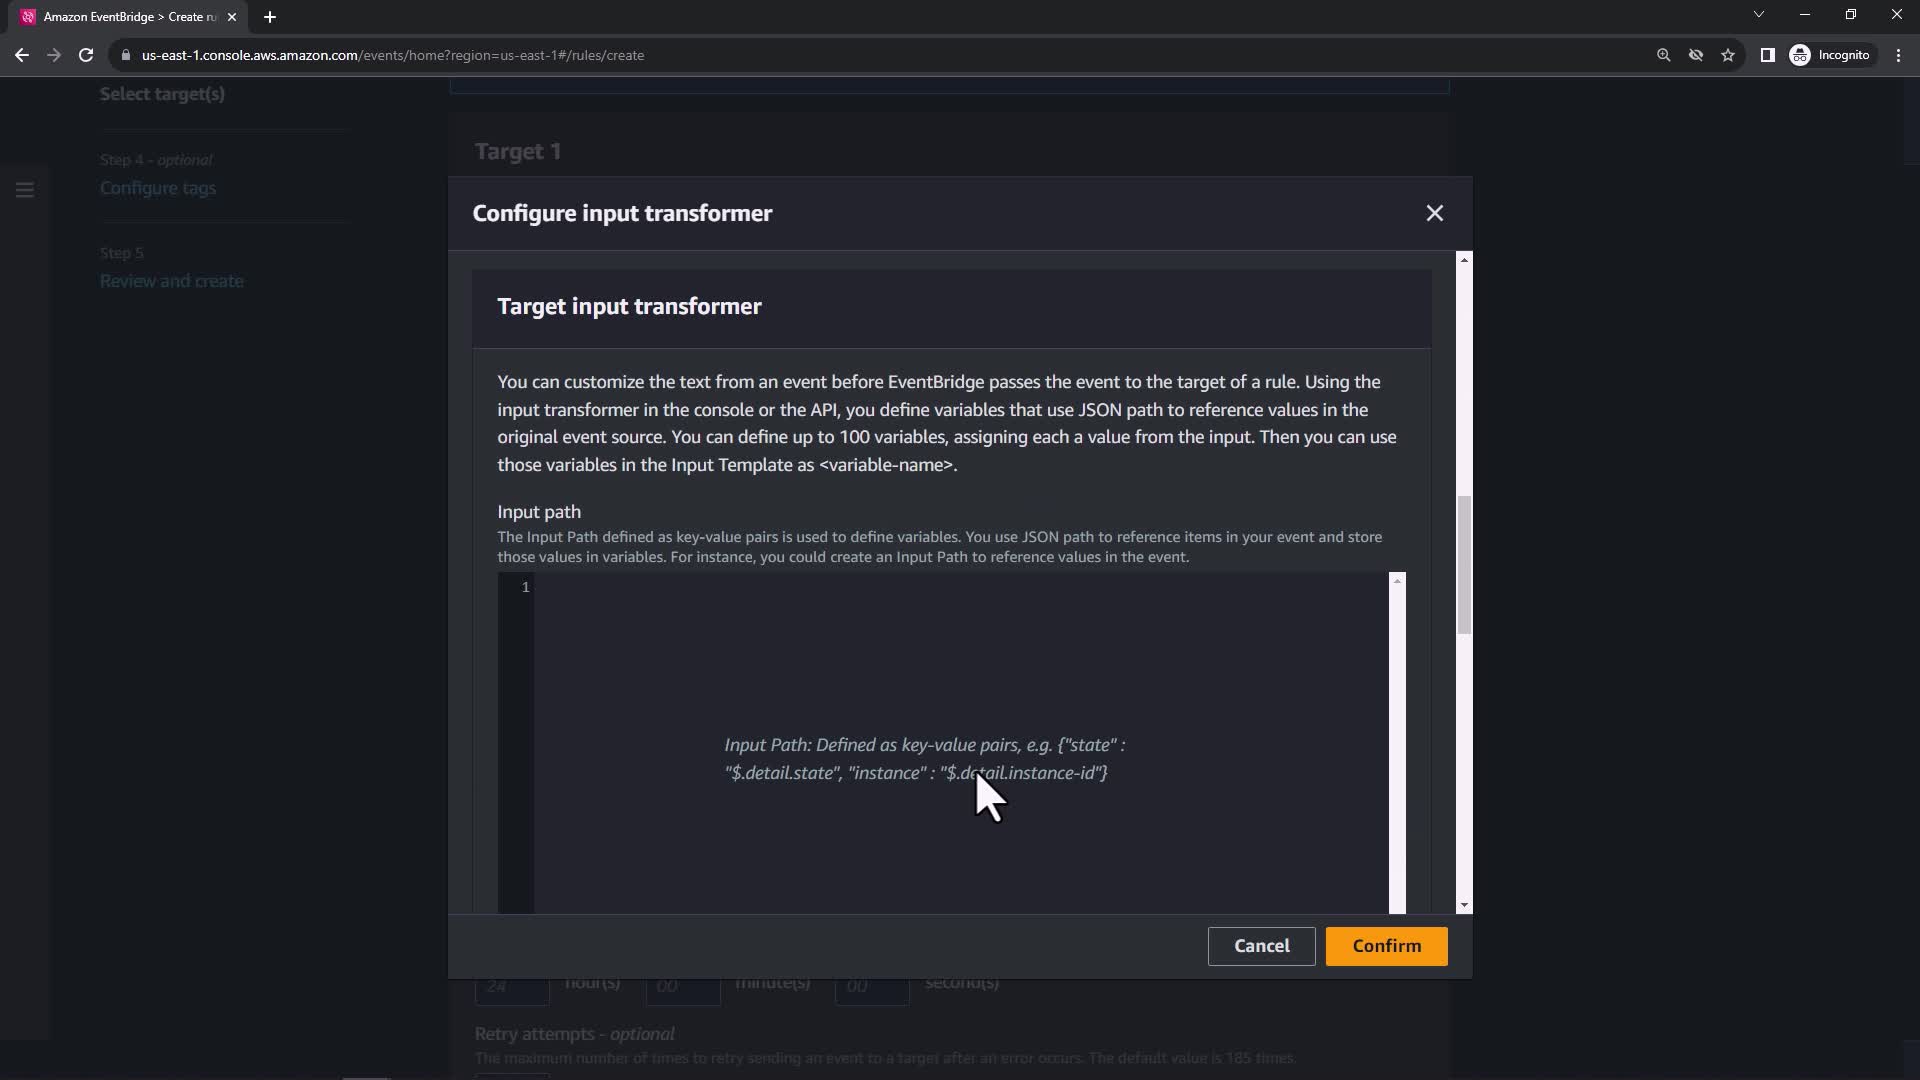 Amazon EventBridge > Create ru
us-east-1.console.aws.amazon.com/events/home?region=us-east-1#/rules/create
Incognito
Select target(s)
Step 4 - optional
Configure tags
Step 5
Review and create
Target 1
Configure input transformer
Target input transformer
You can customize the text from an event before EventBridge passes the event to the target of a rule. Using the
input transformer in the console or the API, you define variables that use JSON path to reference values in the
original event source. You can define up to 100 variables, assigning each a value from the input. Then you can use
those variables in the Input Template as <variable-name>.
Input path
The Input Path defined as key-value pairs is used to define variables. You use JSON path to reference items in your event and store
those values in variables. For instance, you could create an Input Path to reference values in the event.
1
Input Path: Defined as key-value pairs, e.g. {"state" :
"$.detail.state", "instance" : "$.detail.instance-id"}
Cancel
Confirm
24 hour(s) 00 minute(s) 00 second(s)
Retry attempts - optional
The maximum number of times to retry sending an event to a target after an error occurs. The default value is 185 times.